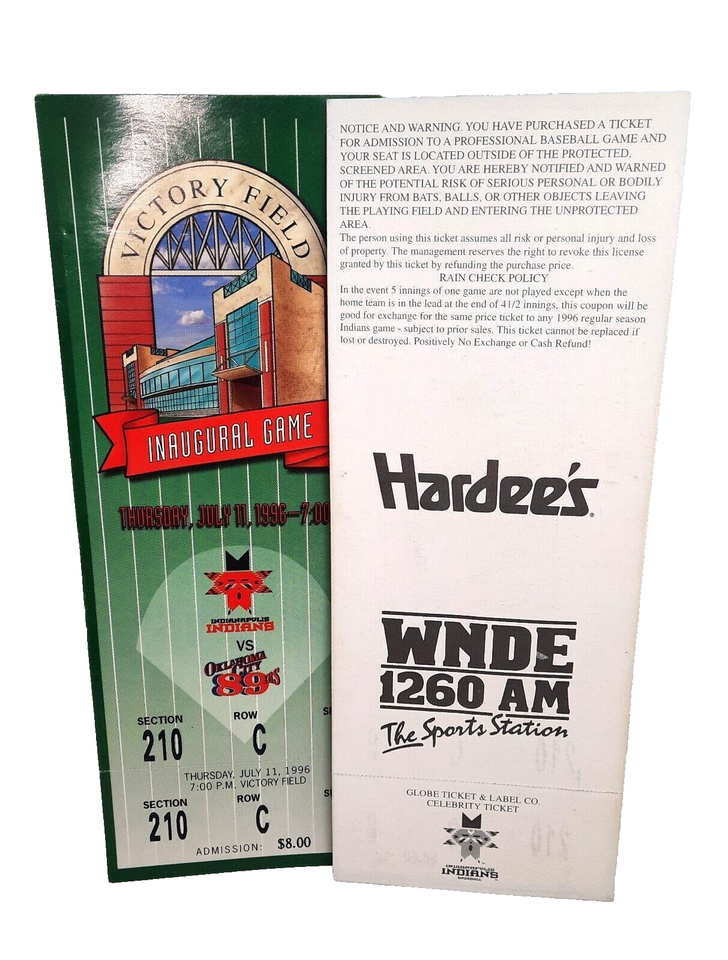 VICTORY FIELD
INAUGURAL GAME
THURSDAY, JULY 11, 1996—7:00
INDIANAPOLIS
INDIANS
VS
OKLAHOMA
CITY
89ERS
SECTION
ROW
210
C
THURSDAY, JULY 11, 1996
7:00 P.M. VICTORY FIELD
SECTION
ROW
210
C
ADMISSION: $8.00
NOTICE AND WARNING. YOU HAVE PURCHASED A TICKET
FOR ADMISSION TO A PROFESSIONAL BASEBALL GAME AND
YOUR SEAT IS LOCATED OUTSIDE OF THE PROTECTED,
SCREENED AREA. YOU ARE HEREBY NOTIFIED AND WARNED
OF THE POTENTIAL RISK OF SERIOUS PERSONAL OR BODILY
INJURY FROM BATS, BALLS, OR OTHER OBJECTS LEAVING
THE PLAYING FIELD AND ENTERING THE UNPROTECTED
AREA.
The person using this ticket assumes all risk or personal injury and loss
of property. The management reserves the right to revoke this license
granted by this ticket by refunding the purchase price.
RAIN CHECK POLICY
In the event 5 innings of one game are not played except when the
home team is in the lead at the end of 41/2 innings, this coupon will be
good for exchange for the same price ticket to any 1996 regular season
Indians game - subject to prior sales. This ticket cannot be replaced if
lost or destroyed. Positively No Exchange or Cash Refund!
Hardee's
WNDE
1260 AM
The Sports Station
GLOBE TICKET & LABEL CO.
CELEBRITY TICKET
INDIANAPOLIS
INDIANS
BASEBALL